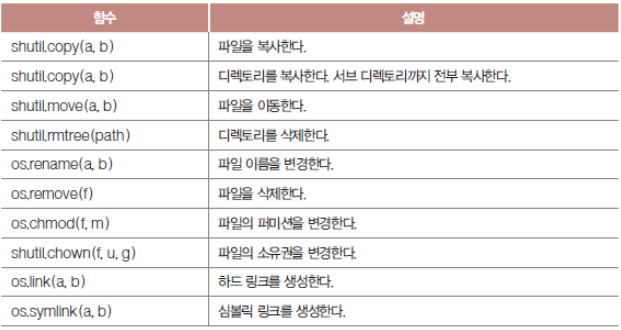 함수 설명
shutil.copy(a, b) 파일을 복사한다.
shutil.copy(a, b) 디렉토리를 복사한다. 서브 디렉토리까지 전부 복사한다.
shutil.move(a, b) 파일을 이동한다.
shutil.rmtree(path) 디렉토리를 삭제한다.
os.rename(a, b) 파일 이름을 변경한다.
os.remove(f) 파일을 삭제한다.
os.chmod(f, m) 파일의 퍼미션을 변경한다.
shutil.chown(f, u, g) 파일의 소유권을 변경한다.
os.link(a, b) 하드 링크를 생성한다.
os.symlink(a, b) 심볼릭 링크를 생성한다.